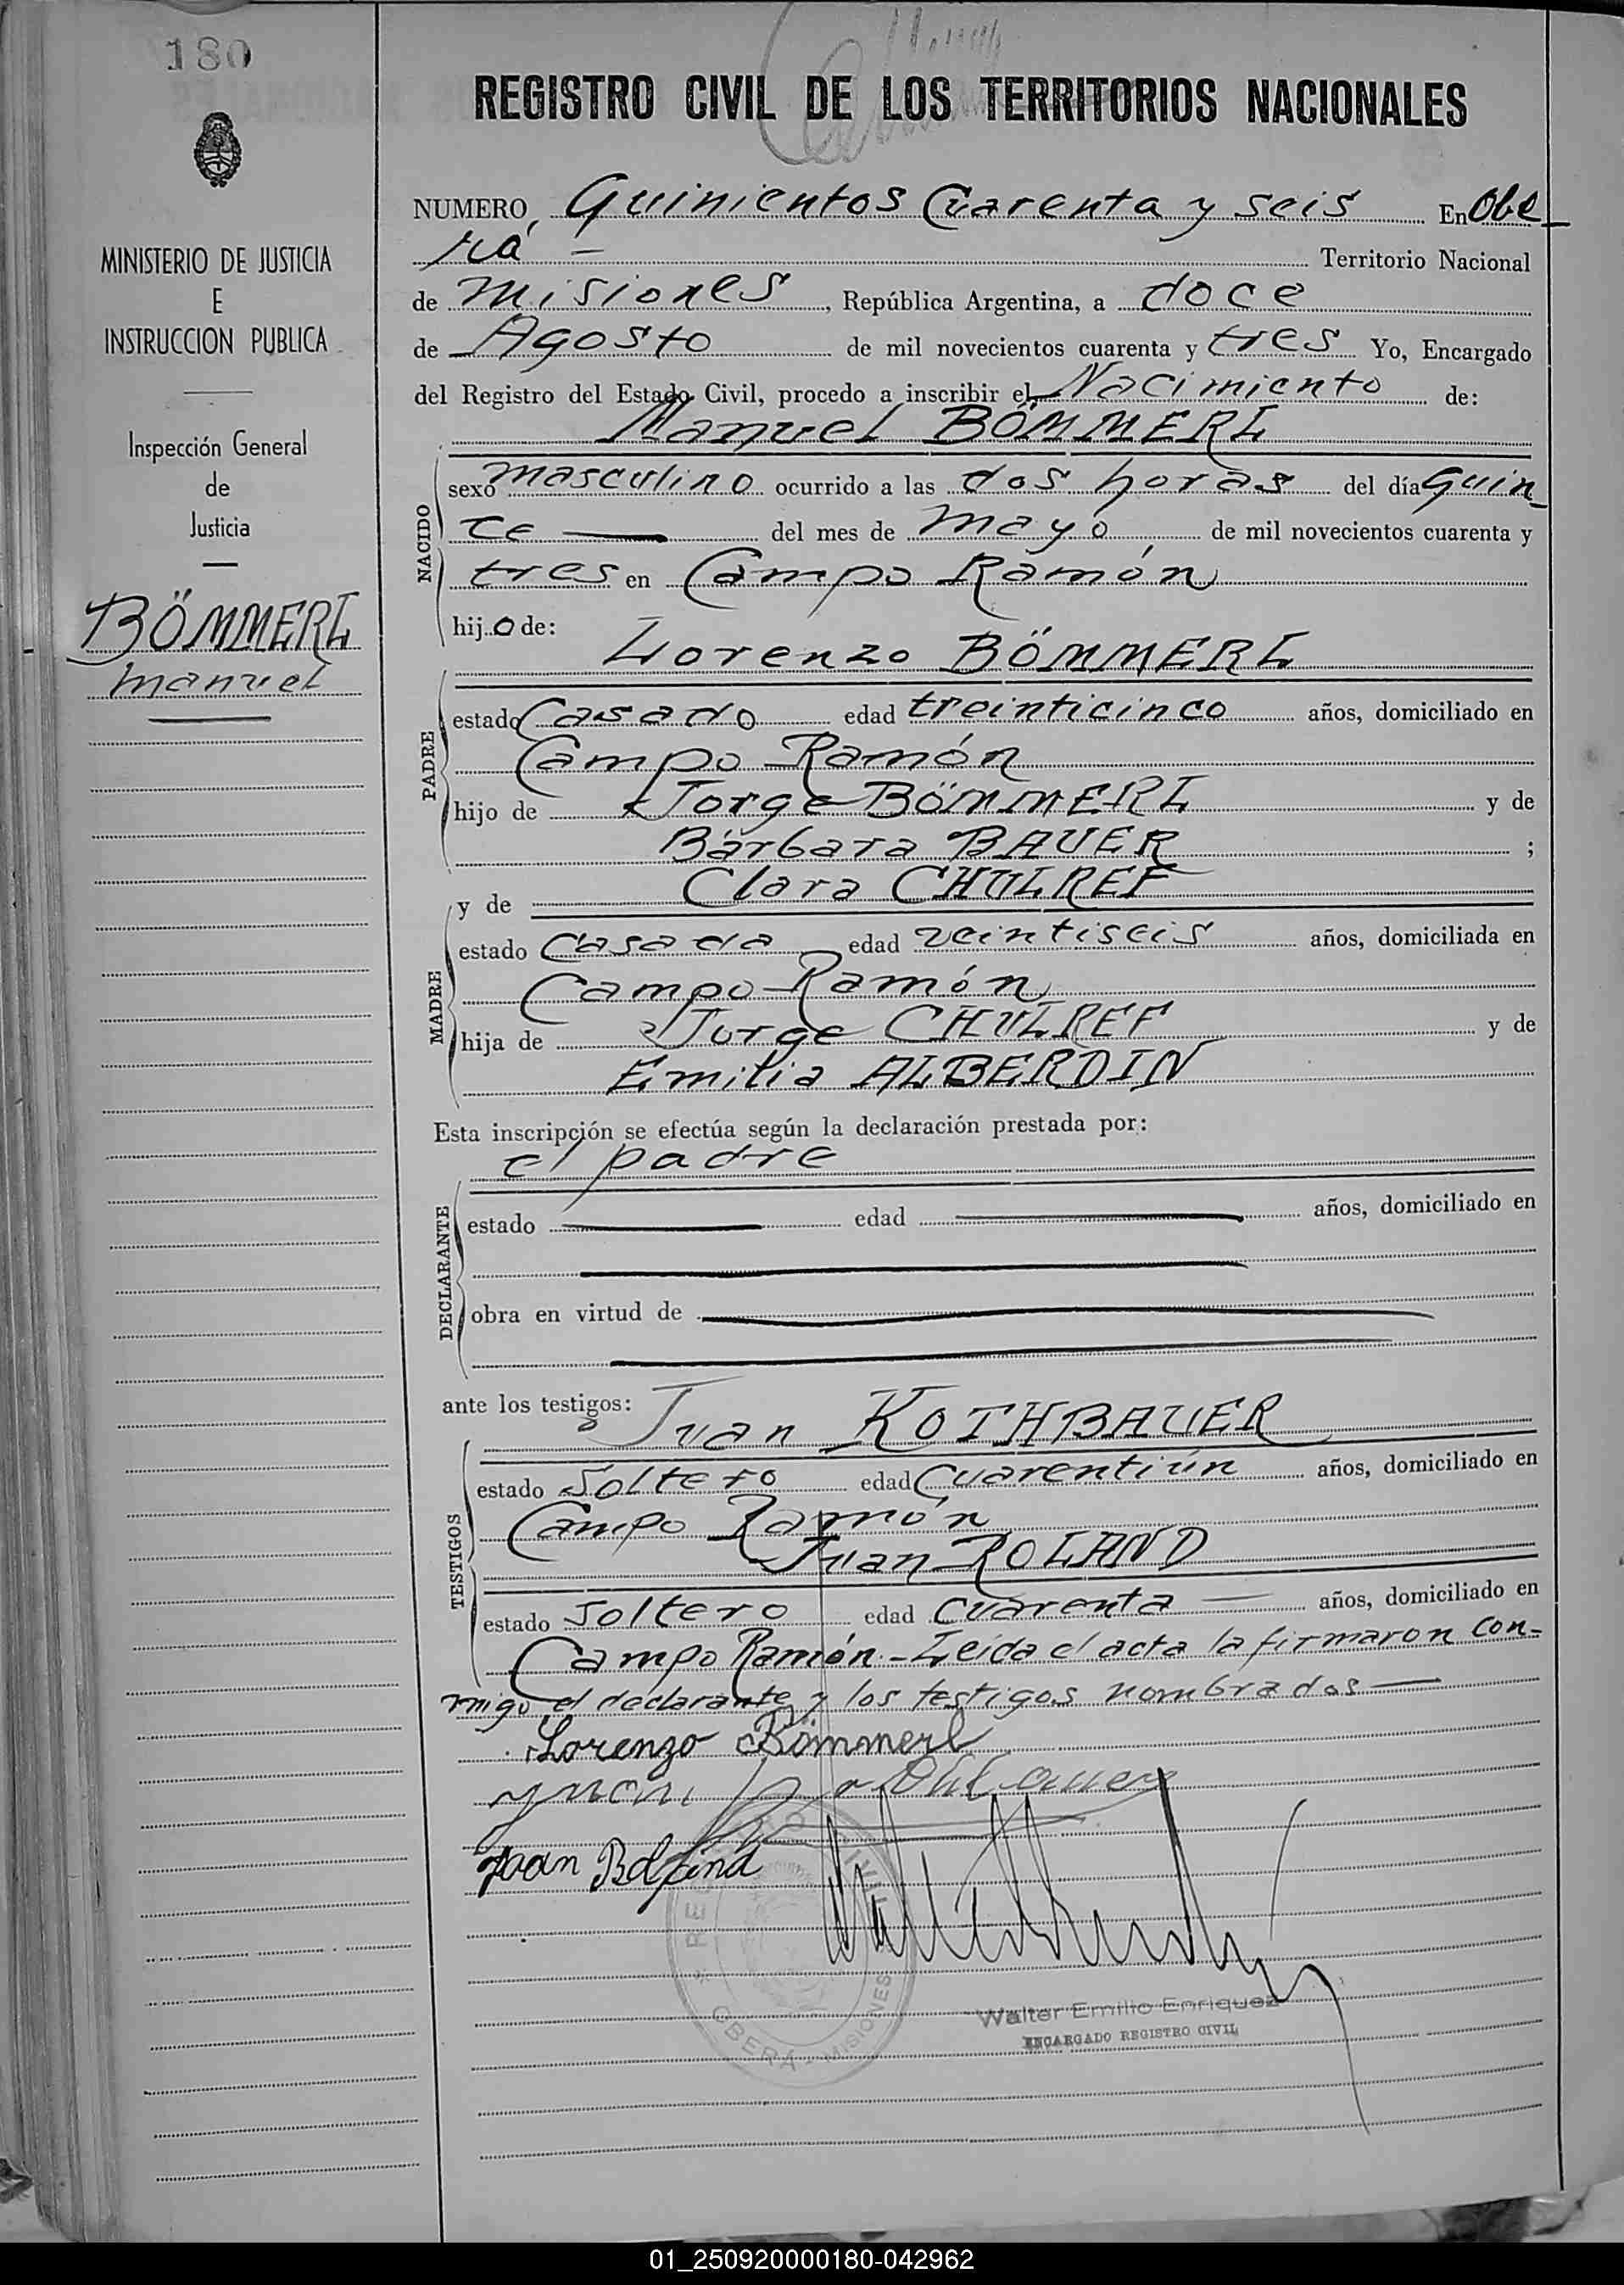 180
REGISTRO CIVIL DE LOS TERRITORIOS NACIONALES
MINISTERIO DE JUSTICIA
E
INSTRUCCION PUBLICA
Inspección General
de
Justicia
BÖMMERL
Manuel
NUMERO, Quinientos Cuarenta y seis En Obe-
rá - Territorio Nacional
de Misiones, República Argentina, a doce
de Agosto de mil novecientos cuarenta y tres Yo, Encargado
del Registro del Estado Civil, procedo a inscribir el Nacimiento de:
Manuel BÖMMERL
NACIDO
sexo masculino ocurrido a las dos horas del día quin-
ce del mes de mayo, de mil novecientos cuarenta y
tres en Campo Ramón
hijo de:
Lorenzo BÖMMERL
PADRE
estado Casado edad treinticinco años, domiciliado en
Campo Ramón
hijo de Jorge BÖMMERL y de
Bárbara BAUER ;
y de Clara CHULREF
MADRE
estado Casada edad veintiseis años, domiciliada en
Campo Ramón
hija de Jorge CHULREF y de
Emilia ALBERDIN
Esta inscripción se efectúa según la declaración prestada por:
el padre
DECLARANTE
estado edad años, domiciliado en
obra en virtud de
ante los testigos:
Juan KOTHBAUER
TESTIGOS
estado Soltero edad Cuarentiún años, domiciliado en
Campo Ramón
Juan ROLAND
estado Soltero edad Cuarenta — años, domiciliado en
Campo Ramón.- Leída el acta la firmaron con-
migo el declarante y los testigos nombrados —
Lorenzo Bömmerl
Juan
REGISTRO CIVIL
OBERÁ - MISIONES
Walter Emilio Enriquez
ENCARGADO REGISTRO CIVIL
01_250920000180-042962